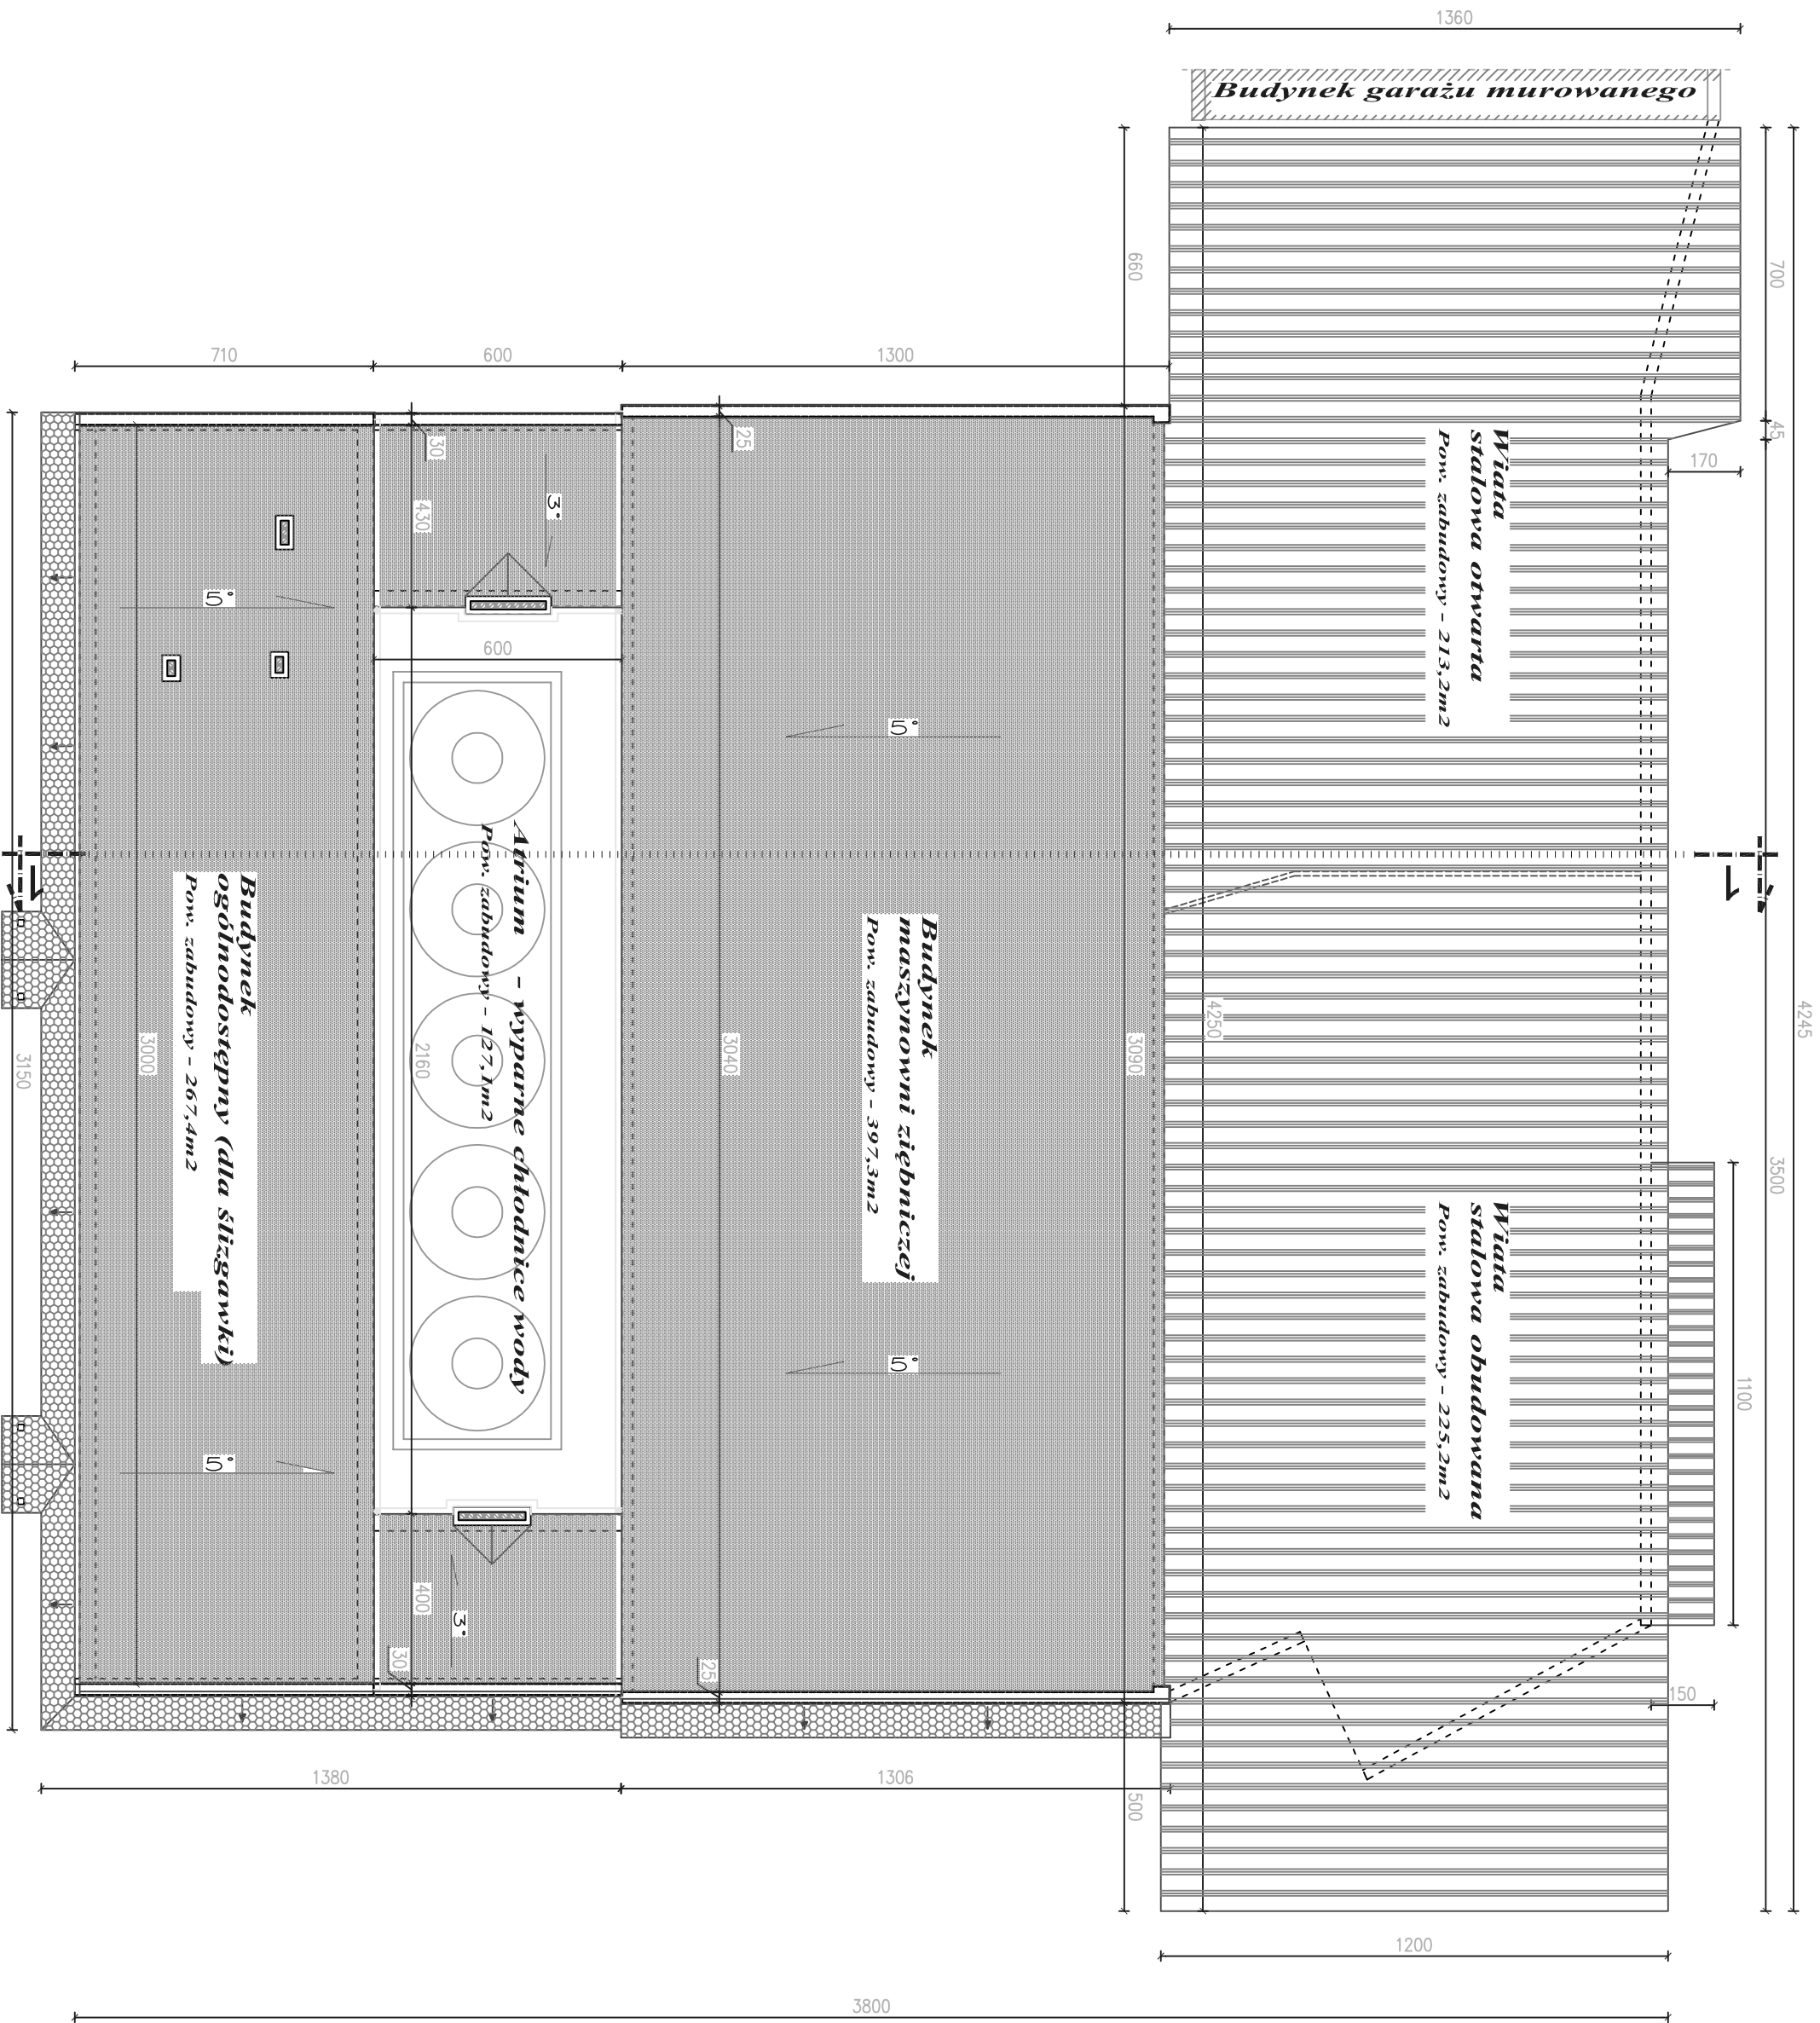 1360
Budynek garażu murowanego
660
700
45
170
4245
710
600
1300
30
25
430
3°
Wiata
stalowa otwarta
Pow. zabudowy - 213,2m2
5°
600
5°
1
1
Budynek
ogólnodostępny (dla ślizgawki)
Pow. zabudowy - 267,4m2
Atrium - wyparne chłodnice wody
Pow. zabudowy - 127,1m2
Budynek
maszynowni ziębniczej
Pow. zabudowy - 397,3m2
3150
3000
2160
3040
3090
4250
3500
1100
Wiata
stalowa obudowana
Pow. zabudowy - 225,2m2
5°
5°
400
3°
30
25
150
1380
1306
500
1200
3800